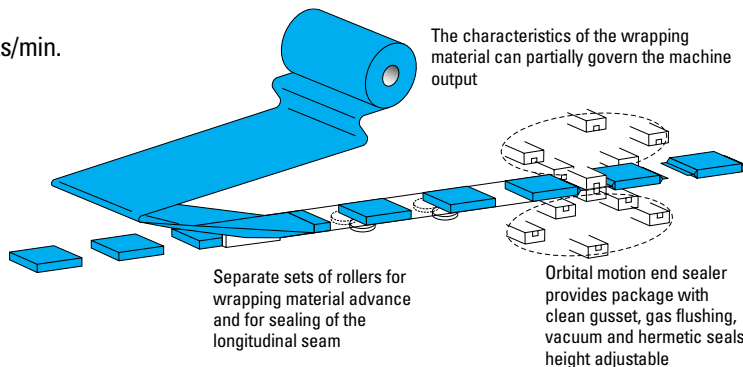 s/min.
The characteristics of the wrapping
material can partially govern the machine
output
Separate sets of rollers for
wrapping material advance
and for sealing of the
longitudinal seam
Orbital motion end sealer
provides package with
clean gusset, gas flushing,
vacuum and hermetic seals
height adjustable